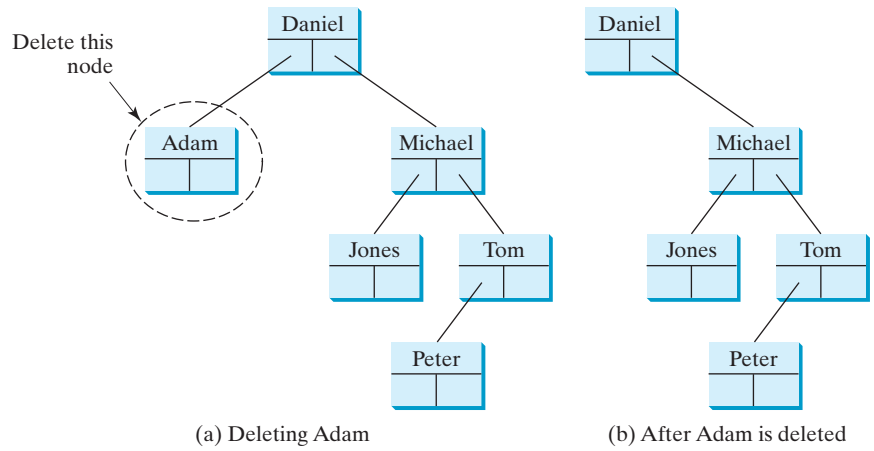 Delete this
node
Daniel
Adam
Michael
Jones
Tom
Peter
(a) Deleting Adam
Daniel
Michael
Jones
Tom
Peter
(b) After Adam is deleted